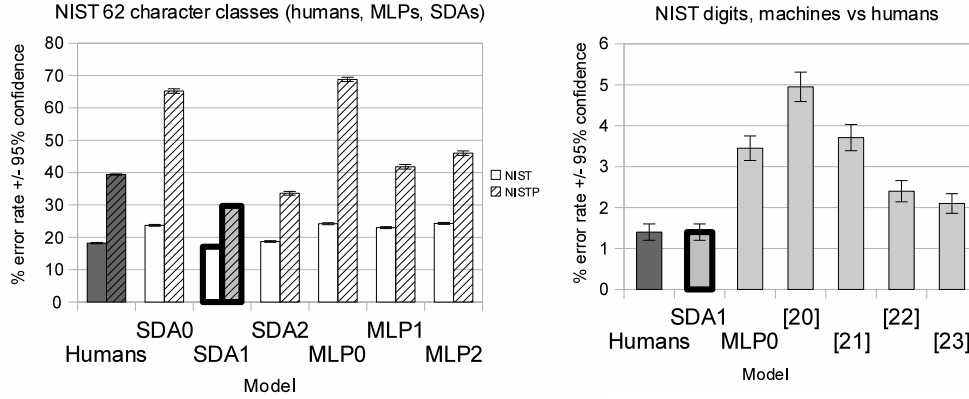 NIST 62 character classes (humans, MLPs, SDAs)
% error rate +/- 95% confidence
80
70
60
50
40
30
20
10
0
NIST
NISTP
SDA0
SDA2
MLP1
Humans
SDA1
MLP0
MLP2
Model
NIST digits, machines vs humans
% error rate +/- 95% confidence
6
5
4
3
2
1
0
SDA1
[20]
[22]
Humans
MLP0
[21]
[23]
Model